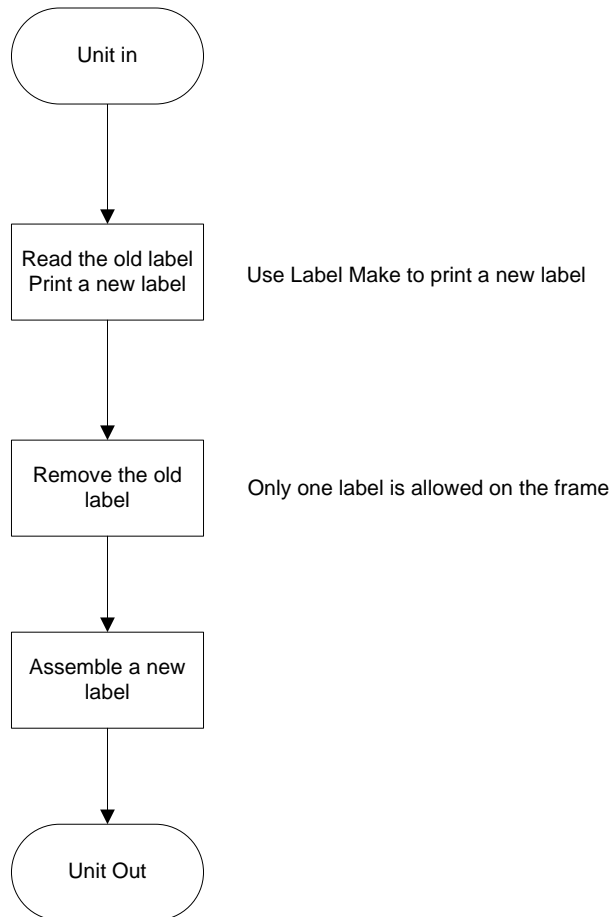 Unit in
Read the old label
Print a new label
Use Label Make to print a new label
Remove the old
label
Only one label is allowed on the frame
Assemble a new
label
Unit Out